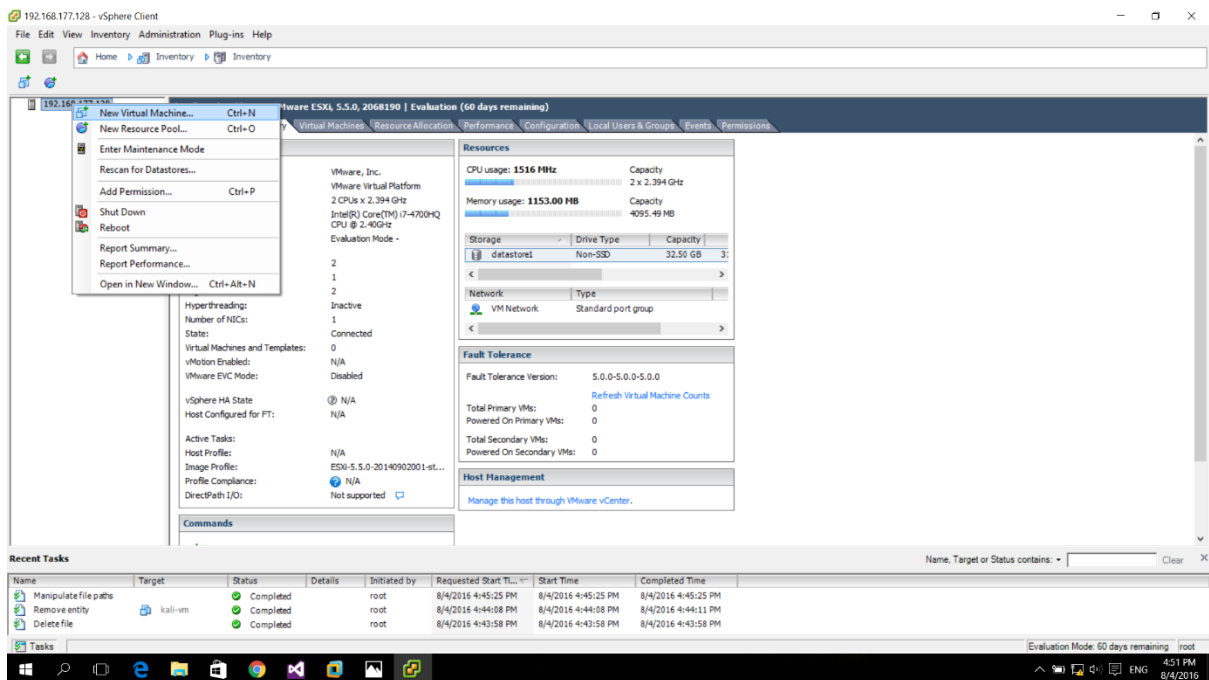 192.168.177.128 - vSphere Client
File Edit View Inventory Administration Plug-ins Help
Home Inventory Inventory
New Virtual Machine... Ctrl+N
New Resource Pool... Ctrl+O
Enter Maintenance Mode
Rescan for Datastores...
Add Permission... Ctrl+P
Shut Down
Reboot
Report Summary...
Report Performance...
Open in New Window... Ctrl+Alt+N
Mware ESXi, 5.5.0, 2068190 | Evaluation (60 days remaining)
Virtual Machines Resource Allocation Performance Configuration Local Users & Groups Events Permissions
VMware, Inc.
VMware Virtual Platform
2 CPUs x 2.394 GHz
Intel(R) Core(TM) i7-4700HQ
CPU @ 2.40GHz
Evaluation Mode -
2
1
2
Hyperthreading: Inactive
Number of NICs: 1
State: Connected
Virtual Machines and Templates: 0
vMotion Enabled: N/A
VMware EVC Mode: Disabled
vSphere HA State N/A
Host Configured for FT: N/A
Active Tasks:
Host Profile: N/A
Image Profile: ESXi-5.5.0-20140902001-st...
Profile Compliance: N/A
DirectPath I/O: Not supported
Commands
Resources
CPU usage: 1516 MHz Capacity
2 x 2.394 GHz
Memory usage: 1153.00 MB Capacity
4095.49 MB
Storage Drive Type Capacity
datastore1 Non-SSD 32.50 GB 3:
Network Type
VM Network Standard port group
Fault Tolerance
Fault Tolerance Version: 5.0.0-5.0.0-5.0.0
Refresh Virtual Machine Counts
Total Primary VMs: 0
Powered On Primary VMs: 0
Total Secondary VMs: 0
Powered On Secondary VMs: 0
Host Management
Manage this host through VMware vCenter.
Recent Tasks
Name, Target or Status contains: Clear
Name Target Status Details Initiated by Requested Start Ti... Start Time Completed Time
Manipulate file paths Completed root 8/4/2016 4:45:25 PM 8/4/2016 4:45:25 PM 8/4/2016 4:45:25 PM
Remove entity kali-vm Completed root 8/4/2016 4:44:08 PM 8/4/2016 4:44:08 PM 8/4/2016 4:44:11 PM
Delete file Completed root 8/4/2016 4:43:58 PM 8/4/2016 4:43:58 PM 8/4/2016 4:43:58 PM
Tasks
Evaluation Mode: 60 days remaining root
ENG
4:51 PM
8/4/2016